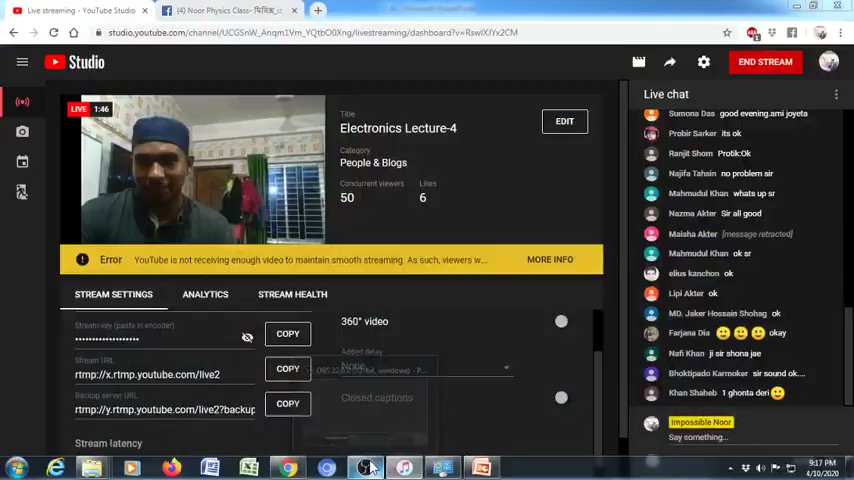 Live streaming - YouTube Studio
(4) Noor Physics Class-
studio.youtube.com/channel/UCGSnW_Anqm1Vm_YQtbO0Xng/livestreaming/dashboard?v=RswIXJYx2CM
Studio
END STREAM
LIVE 1:46
Title
Electronics Lecture-4
EDIT
Category
People & Blogs
Concurrent viewers
Likes
50
6
Error YouTube is not receiving enough video to maintain smooth streaming. As such, viewers w...
MORE INFO
STREAM SETTINGS
ANALYTICS
STREAM HEALTH
Stream key (paste in encoder)
••••••••••••••••••••
COPY
Stream URL
rtmp://x.rtmp.youtube.com/live2
COPY
Backup server URL
rtmp://y.rtmp.youtube.com/live2?backup
COPY
Stream latency
360° video
Added delay
None
Closed captions
Live chat
Sumona Das good evening.ami joyeta
Probir Sarker its ok
Ranjit Shom Protik:Ok
Najifa Tahsin no problem sir
Mahmudul Khan whats up sr
Nazma Akter Sir all good
Maisha Akter [message retracted]
Mahmudul Khan ok sr
elius kanchon ok
Lipi Akter ok
MD. Jaker Hossain Shohag ok
Farjana Dia okay
Nafi Khan ji sir shona jae
Bhoktipado Karmoker sir sound ok....
Khan Shaheb 1 ghonta deri
Impossible Noor
Say something...
9:17 PM
4/10/2020